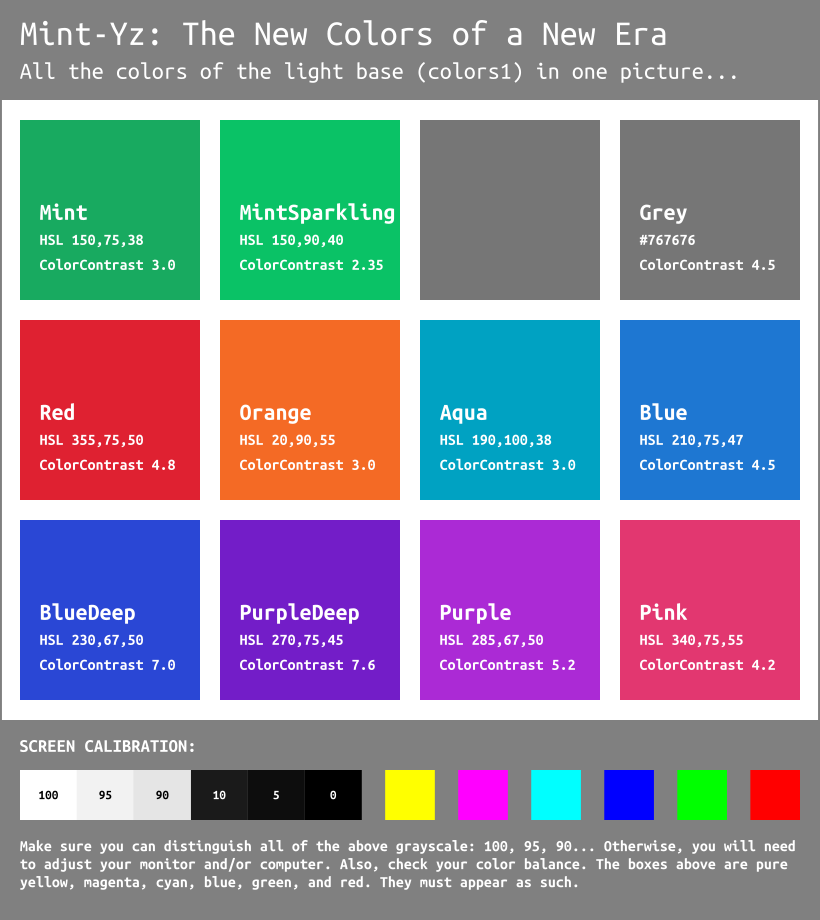 Mint-Yz: The New Colors of a New Era
All the colors of the light base (colors1) in one picture...
Mint
HSL 150,75,38
ColorContrast 3.0
MintSparkling
HSL 150,90,40
ColorContrast 2.35
Grey
#767676
ColorContrast 4.5
Red
HSL 355,75,50
ColorContrast 4.8
Orange
HSL 20,90,55
ColorContrast 3.0
Aqua
HSL 190,100,38
ColorContrast 3.0
Blue
HSL 210,75,47
ColorContrast 4.5
BlueDeep
HSL 230,67,50
ColorContrast 7.0
PurpleDeep
HSL 270,75,45
ColorContrast 7.6
Purple
HSL 285,67,50
ColorContrast 5.2
Pink
HSL 340,75,55
ColorContrast 4.2
SCREEN CALIBRATION:
100 95 90 10 5 0
Make sure you can distinguish all of the above grayscale: 100, 95, 90... Otherwise, you will need
to adjust your monitor and/or computer. Also, check your color balance. The boxes above are pure
yellow, magenta, cyan, blue, green, and red. They must appear as such.